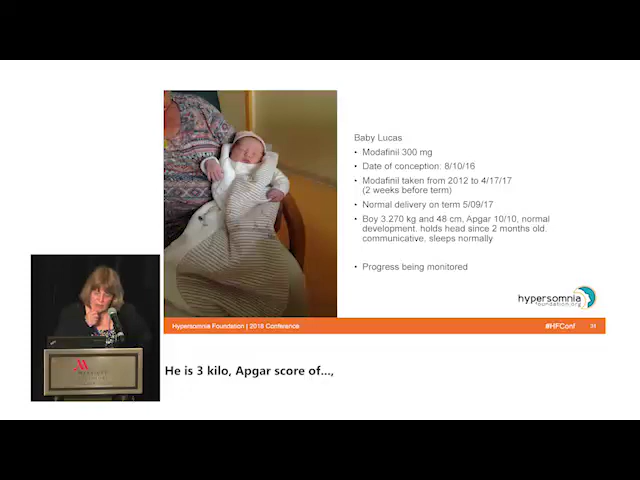 Baby Lucas
• Modafinil 300 mg
• Date of conception: 8/10/16
• Modafinil taken from 2012 to 4/17/17
(2 weeks before term)
• Normal delivery on term 5/09/17
• Boy 3.270 kg and 48 cm, Apgar 10/10, normal
development. holds head since 2 months old.
communicative. sleeps normally
• Progress being monitored
hypersomnia
foundation.org
Hypersomnia Foundation | 2018 Conference
#HFConf
31
He is 3 kilo, Apgar score of...,